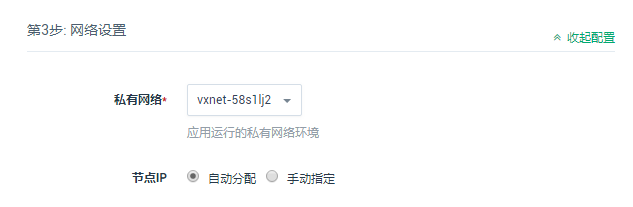 第3步: 网络设置
收起配置
私有网络* vxnet-58s1lj2
应用运行的私有网络环境
节点IP 自动分配 手动指定